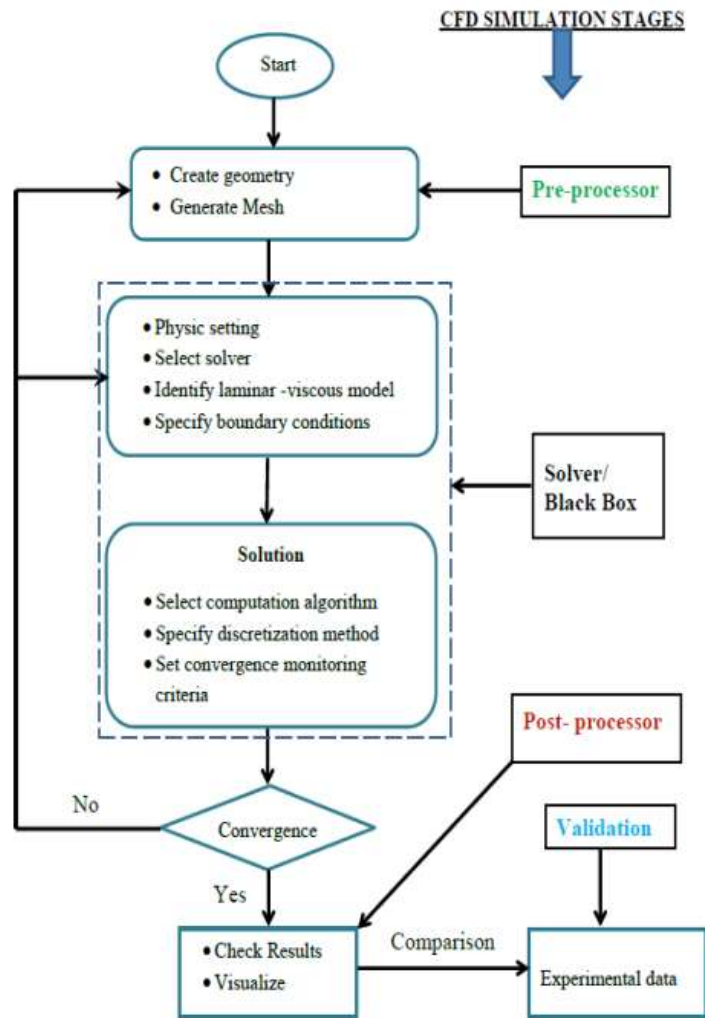 CFD SIMULATION STAGES
Start
• Create geometry
• Generate Mesh
Pre-processor
• Physic setting
• Select solver
• Identify laminar -viscous model
• Specify boundary conditions
Solver/
Black Box
Solution
• Select computation algorithm
• Specify discretization method
• Set convergence monitoring
criteria
Post- processor
No
Convergence
Validation
Yes
• Check Results
• Visualize
Comparison
Experimental data